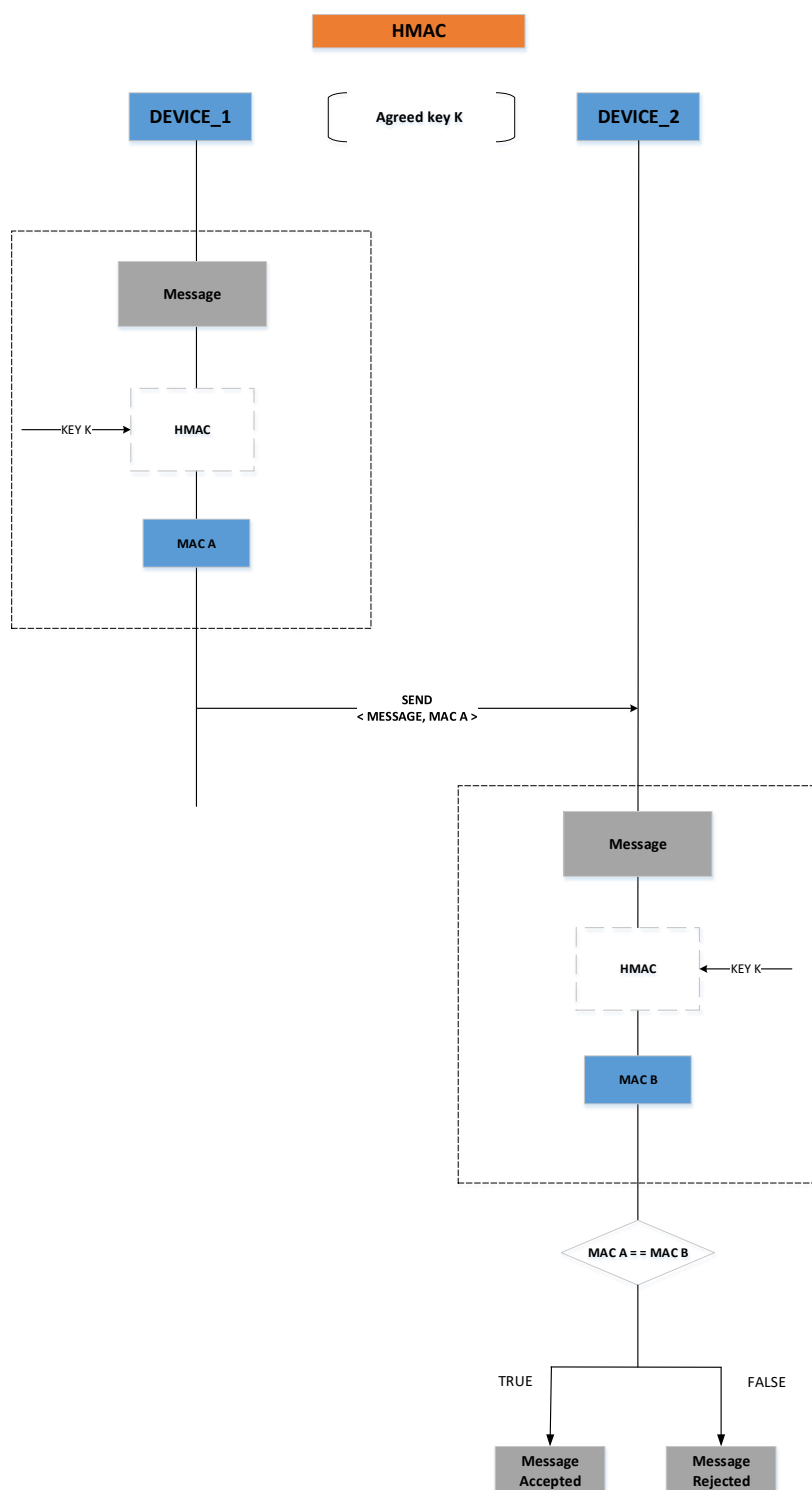 HMAC
DEVICE_1
Agreed key K
DEVICE_2
Message
KEY K
HMAC
MAC A
SEND
< MESSAGE, MAC A >
Message
HMAC
KEY K
MAC B
MAC A = = MAC B
TRUE
FALSE
Message
Accepted
Message
Rejected